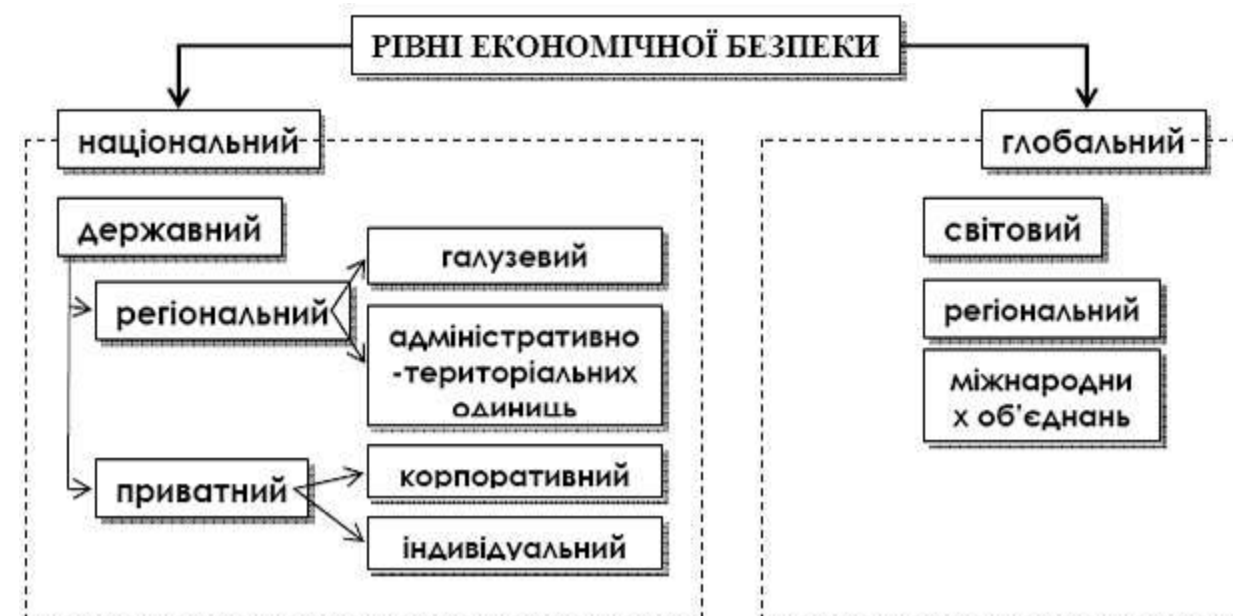 РІВНІ ЕКОНОМІЧНОЇ БЕЗПЕКИ
національний
державний
регіональний
галузевий
адміністративно
-територіальних
одиниць
приватний
корпоративний
індивідуальний
глобальний
світовий
регіональний
міжнародни
х об’єднань